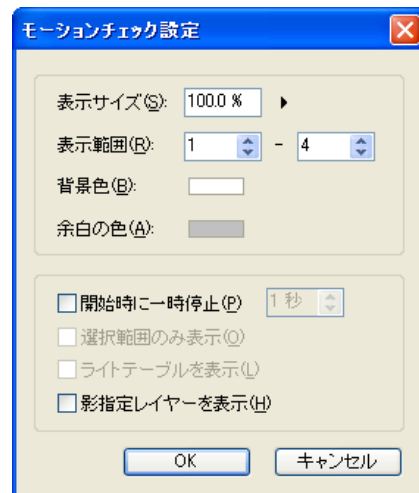 モーションチェック設定
表示サイズ(S): 100.0 %
表示範囲(R): 1 - 4
背景色(B):
余白の色(A):
開始時に一時停止(P) 1 秒
選択範囲のみ表示(O)
ライトテーブルを表示(L)
影指定レイヤーを表示(H)
OK キャンセル